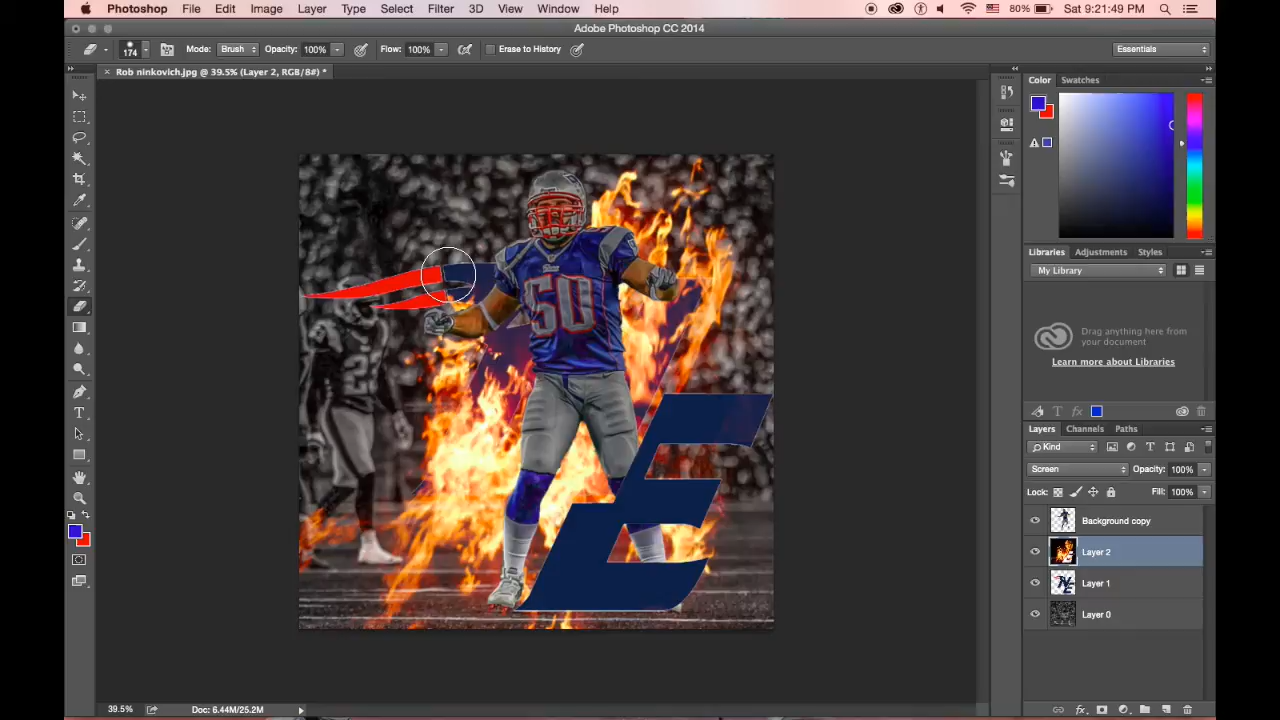 Photoshop File Edit Image Layer Type Select Filter 3D View Window Help 80% Sat 9:21:49 PM
Adobe Photoshop CC 2014
174 Mode: Brush Opacity: 100% Flow: 100% Erase to History Essentials
× Rob ninkovich.jpg @ 39.5% (Layer 2, RGB/8#) *
Color Swatches
Libraries Adjustments Styles
My Library
Drag anything here from
your document
Learn more about Libraries
T fx
Layers Channels Paths
Kind T
Screen Opacity: 100%
Lock: Fill: 100%
Background copy
Layer 2
Layer 1
Layer 0
fx
T
50
22
E
39.5% Doc: 6.44M/25.2M